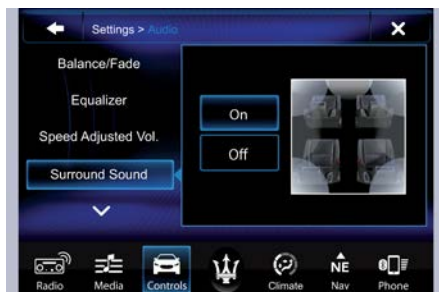 Settings > Audio
Balance/Fade
Equalizer
Speed Adjusted Vol.
Surround Sound
On
Off
Radio
Media
Controls
Climate
NE
Nav
Phone